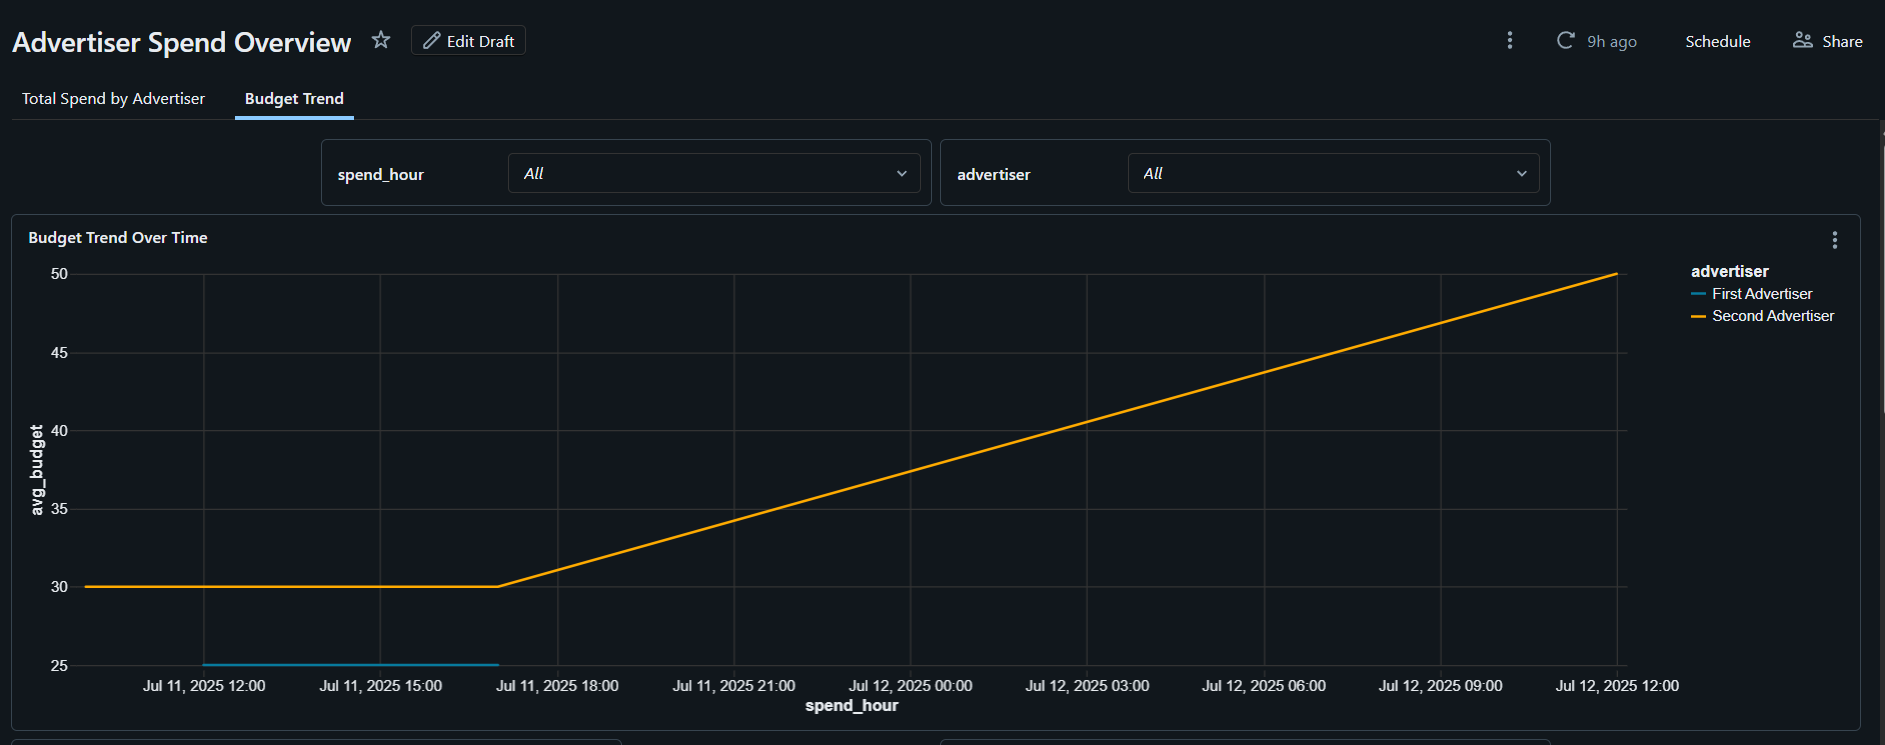 Advertiser Spend Overview
Edit Draft
9h ago
Schedule
Share
Total Spend by Advertiser
Budget Trend
spend_hour
All
advertiser
All
Budget Trend Over Time
advertiser
First Advertiser
Second Advertiser
avg_budget
50
45
40
35
30
25
Jul 11, 2025 12:00
Jul 11, 2025 15:00
Jul 11, 2025 18:00
Jul 11, 2025 21:00
Jul 12, 2025 00:00
Jul 12, 2025 03:00
Jul 12, 2025 06:00
Jul 12, 2025 09:00
Jul 12, 2025 12:00
spend_hour